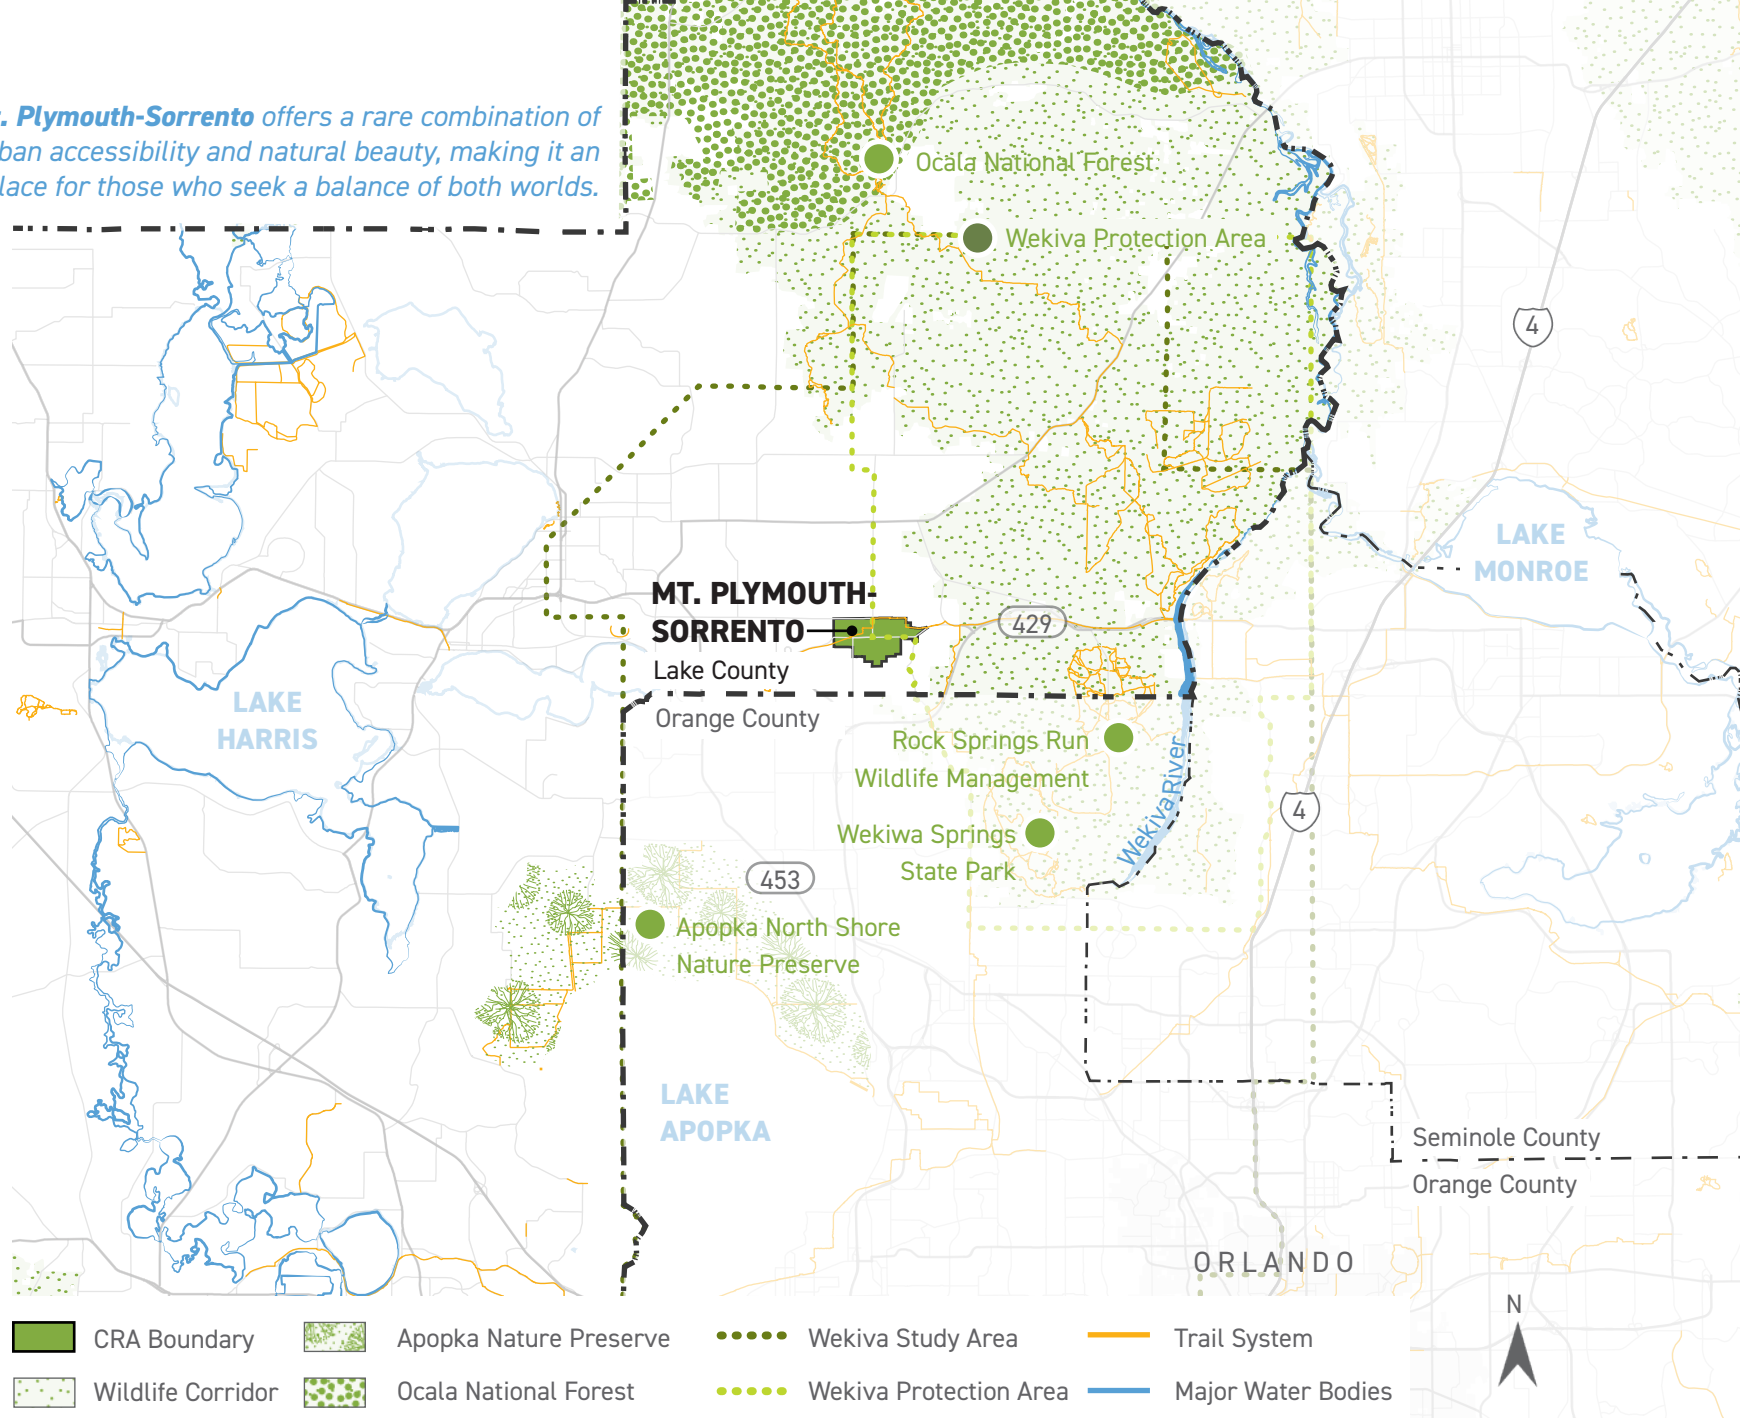 . Plymouth-Sorrento offers a rare combination of
ban accessibility and natural beauty, making it an
lace for those who seek a balance of both worlds.
Ocala National Forest
Wekiva Protection Area
4
LAKE
MONROE
MT. PLYMOUTH-
SORRENTO
429
Lake County
Orange County
LAKE
HARRIS
Rock Springs Run
Wildlife Management
Wekiva River
4
Wekiwa Springs
State Park
453
Apopka North Shore
Nature Preserve
LAKE
APOPKA
Seminole County
Orange County
ORLANDO
N
CRA Boundary
Apopka Nature Preserve
Wekiva Study Area
Trail System
Wildlife Corridor
Ocala National Forest
Wekiva Protection Area
Major Water Bodies